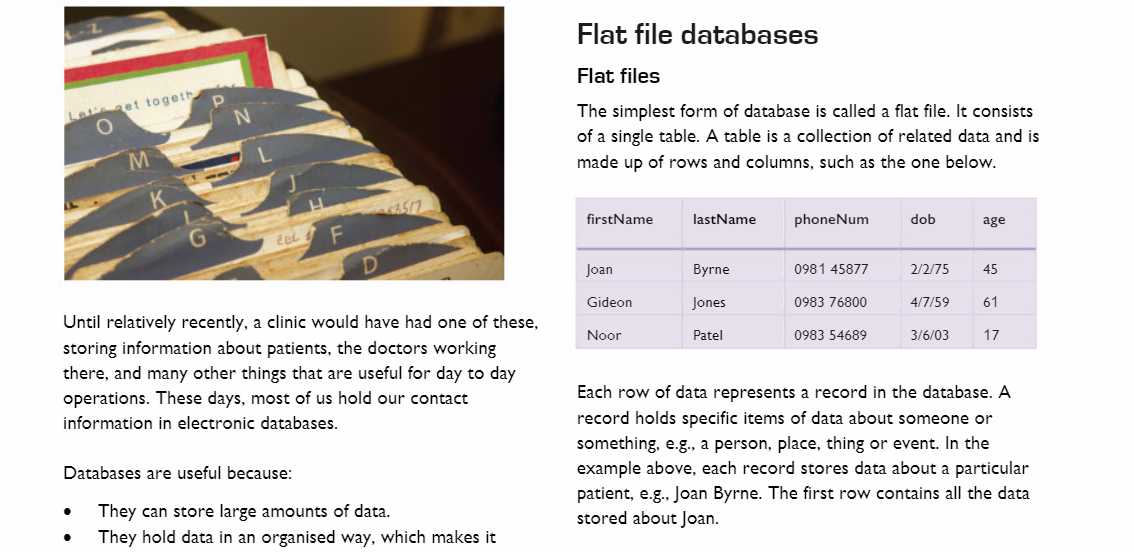 L-Z
Let's get together for
P
O
N
M
L
K
J
H
G
F
D
Until relatively recently, a clinic would have had one of these,
storing information about patients, the doctors working
there, and many other things that are useful for day to day
operations. These days, most of us hold our contact
information in electronic databases.
Databases are useful because:
• They can store large amounts of data.
• They hold data in an organised way, which makes it
Flat file databases
Flat files
The simplest form of database is called a flat file. It consists
of a single table. A table is a collection of related data and is
made up of rows and columns, such as the one below.
firstName lastName phoneNum dob age
Joan Byrne 0981 45877 2/2/75 45
Gideon Jones 0983 76800 4/7/59 61
Noor Patel 0983 54689 3/6/03 17
Each row of data represents a record in the database. A
record holds specific items of data about someone or
something, e.g., a person, place, thing or event. In the
example above, each record stores data about a particular
patient, e.g., Joan Byrne. The first row contains all the data
stored about Joan.